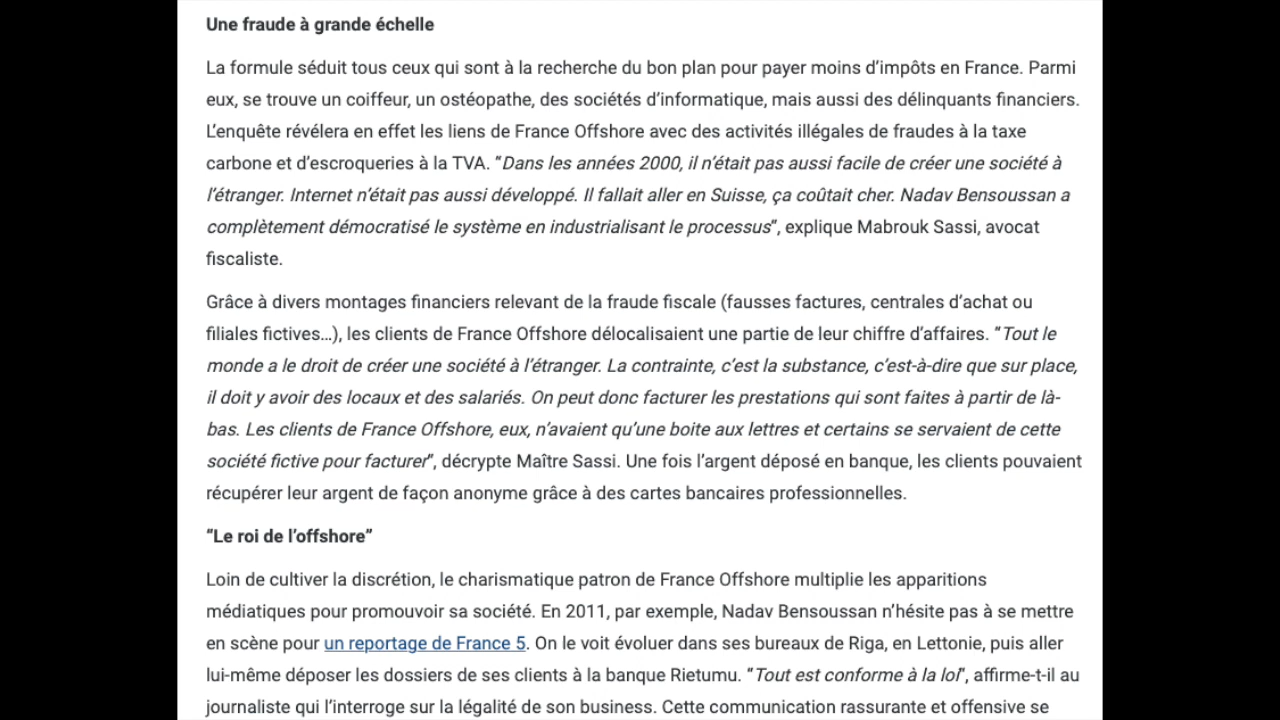 Une fraude à grande échelle
La formule séduit tous ceux qui sont à la recherche du bon plan pour payer moins d’impôts en France. Parmi
eux, se trouve un coiffeur, un ostéopathe, des sociétés d’informatique, mais aussi des délinquants financiers.
L’enquête révélera en effet les liens de France Offshore avec des activités illégales de fraudes à la taxe
carbone et d’escroqueries à la TVA. “Dans les années 2000, il n’était pas aussi facile de créer une société à
l’étranger. Internet n’était pas aussi développé. Il fallait aller en Suisse, ça coûtait cher. Nadav Bensoussan a
complètement démocratisé le système en industrialisant le processus”, explique Mabrouk Sassi, avocat
fiscaliste.
Grâce à divers montages financiers relevant de la fraude fiscale (fausses factures, centrales d’achat ou
filiales fictives…), les clients de France Offshore délocalisaient une partie de leur chiffre d’affaires. “Tout le
monde a le droit de créer une société à l’étranger. La contrainte, c’est la substance, c’est-à-dire que sur place,
il doit y avoir des locaux et des salariés. On peut donc facturer les prestations qui sont faites à partir de là-
bas. Les clients de France Offshore, eux, n’avaient qu’une boite aux lettres et certains se servaient de cette
société fictive pour facturer”, décrypte Maître Sassi. Une fois l’argent déposé en banque, les clients pouvaient
récupérer leur argent de façon anonyme grâce à des cartes bancaires professionnelles.
“Le roi de l’offshore”
Loin de cultiver la discrétion, le charismatique patron de France Offshore multiplie les apparitions
médiatiques pour promouvoir sa société. En 2011, par exemple, Nadav Bensoussan n’hésite pas à se mettre
en scène pour un reportage de France 5. On le voit évoluer dans ses bureaux de Riga, en Lettonie, puis aller
lui-même déposer les dossiers de ses clients à la banque Rietumu. “Tout est conforme à la loi”, affirme-t-il au
journaliste qui l’interroge sur la légalité de son business. Cette communication rassurante et offensive se